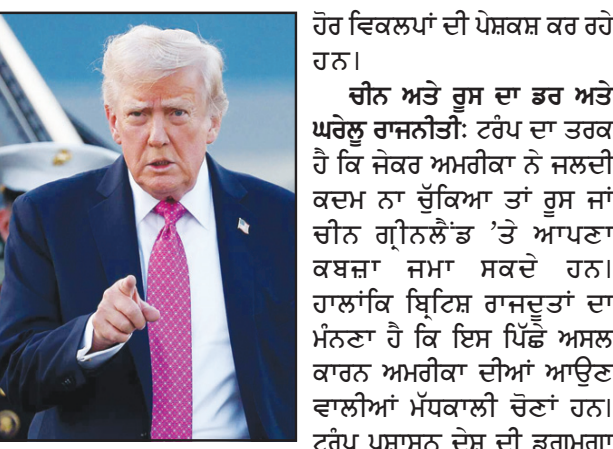 ਹੋਰ ਵਿਕਲਪਾਂ ਦੀ ਪੇਸ਼ਕਸ਼ ਕਰ ਰਹੇ
ਹਨ।
ਚੀਨ ਅਤੇ ਰੂਸ ਦਾ ਡਰ ਅਤੇ
ਘਰੇਲੂ ਰਾਜਨੀਤੀ: ਟਰੰਪ ਦਾ ਤਰਕ
ਹੈ ਕਿ ਜੇਕਰ ਅਮਰੀਕਾ ਨੇ ਜਲਦੀ
ਕਦਮ ਨਾ ਚੁੱਕਿਆ ਤਾਂ ਰੂਸ ਜਾਂ
ਚੀਨ ਗ੍ਰੀਨਲੈਂਡ ’ਤੇ ਆਪਣਾ
ਕਬਜ਼ਾ ਜਮਾ ਸਕਦੇ ਹਨ।
ਹਾਲਾਂਕਿ ਬ੍ਰਿਟਿਸ਼ ਰਾਜਦੂਤਾਂ ਦਾ
ਮੰਨਣਾ ਹੈ ਕਿ ਇਸ ਪਿੱਛੇ ਅਸਲ
ਕਾਰਨ ਅਮਰੀਕਾ ਦੀਆਂ ਆਉਣ
ਵਾਲੀਆਂ ਮੱਧਕਾਲੀ ਚੋਣਾਂ ਹਨ।
ਟਰੰਪ ਪ੍ਰਸ਼ਾਸਨ ਦੇਸ਼ ਦੀ ਡਗਮਗਾ